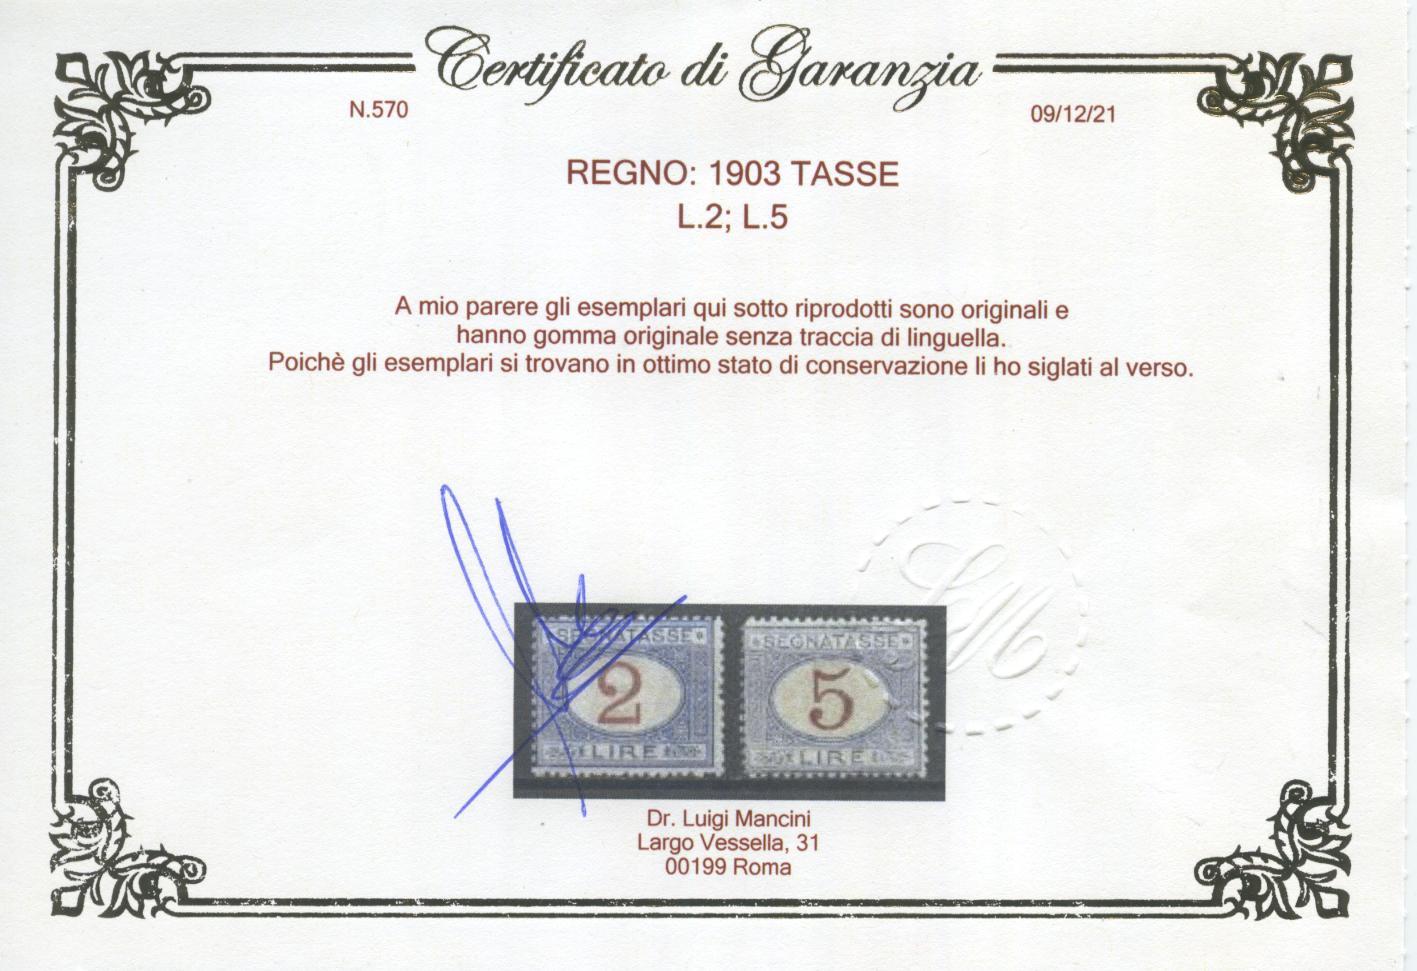 Certificato di Garanzia
N.570
09/12/21
REGNO: 1903 TASSE
L.2; L.5
A mio parere gli esemplari qui sotto riprodotti sono originali e
hanno gomma originale senza traccia di linguella.
Poichè gli esemplari si trovano in ottimo stato di conservazione li ho siglati al verso.
SEGNATASSE
2
LIRE
SEGNATASSE
5
LIRE
LM
Dr. Luigi Mancini
Largo Vessella, 31
00199 Roma